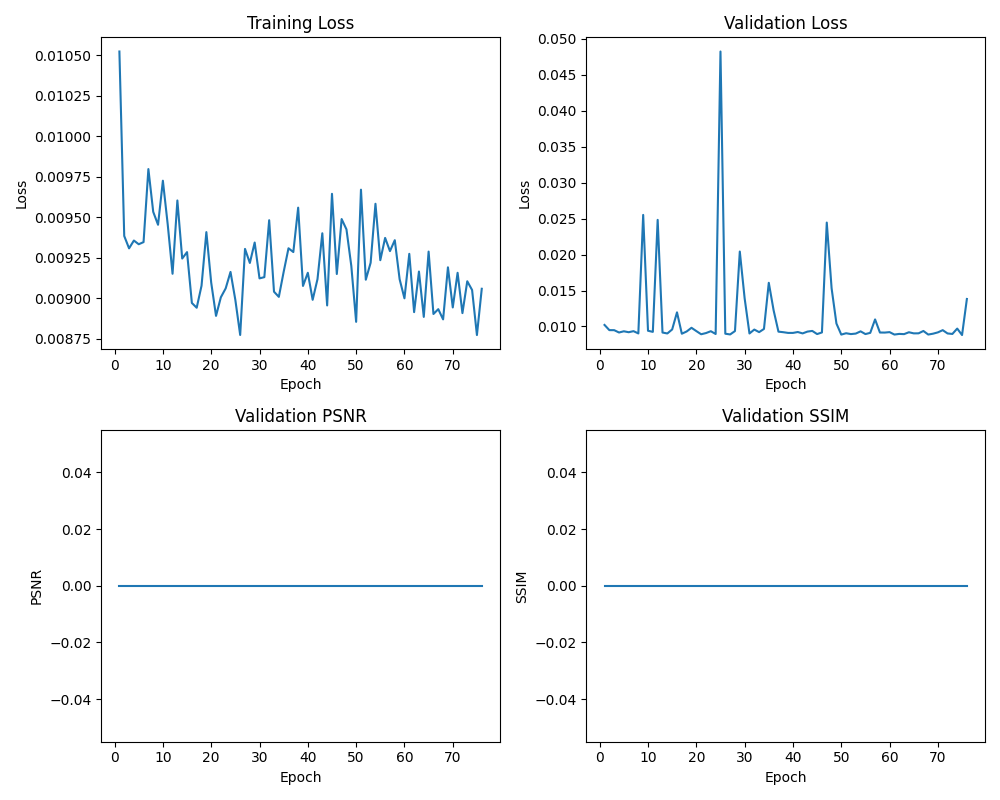 Training Loss
0.01050
0.01025
0.01000
0.00975
0.00950
0.00925
0.00900
0.00875
Loss
0 10 20 30 40 50 60 70
Epoch
Validation Loss
0.050
0.045
0.040
0.035
0.030
0.025
0.020
0.015
0.010
Loss
0 10 20 30 40 50 60 70
Epoch
Validation PSNR
0.04
0.02
0.00
−0.02
−0.04
PSNR
0 10 20 30 40 50 60 70
Epoch
Validation SSIM
0.04
0.02
0.00
−0.02
−0.04
SSIM
0 10 20 30 40 50 60 70
Epoch